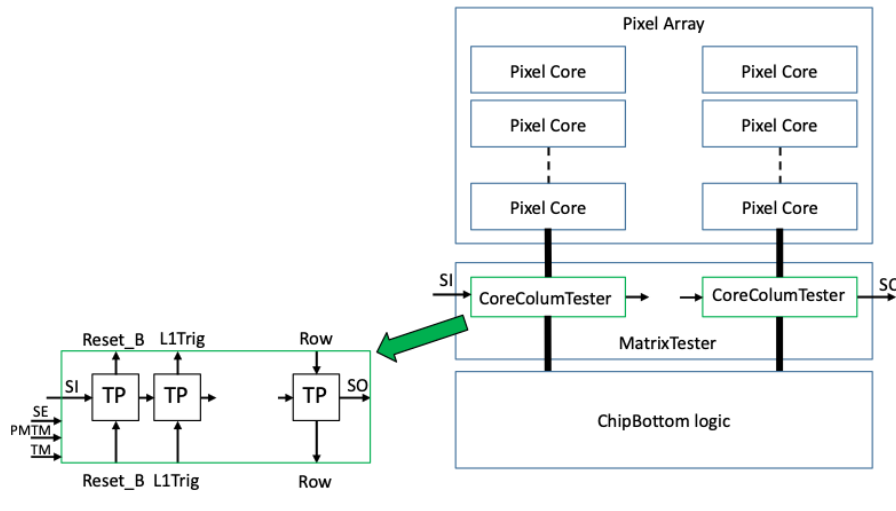 Pixel Array
Pixel Core
Pixel Core
Pixel Core
Pixel Core
Pixel Core
Pixel Core
SI
CoreColumTester
CoreColumTester
SO
MatrixTester
ChipBottom logic
Reset_B L1Trig Row
SI
TP
TP
TP
SO
SE
PMTM
TM
Reset_B L1Trig Row